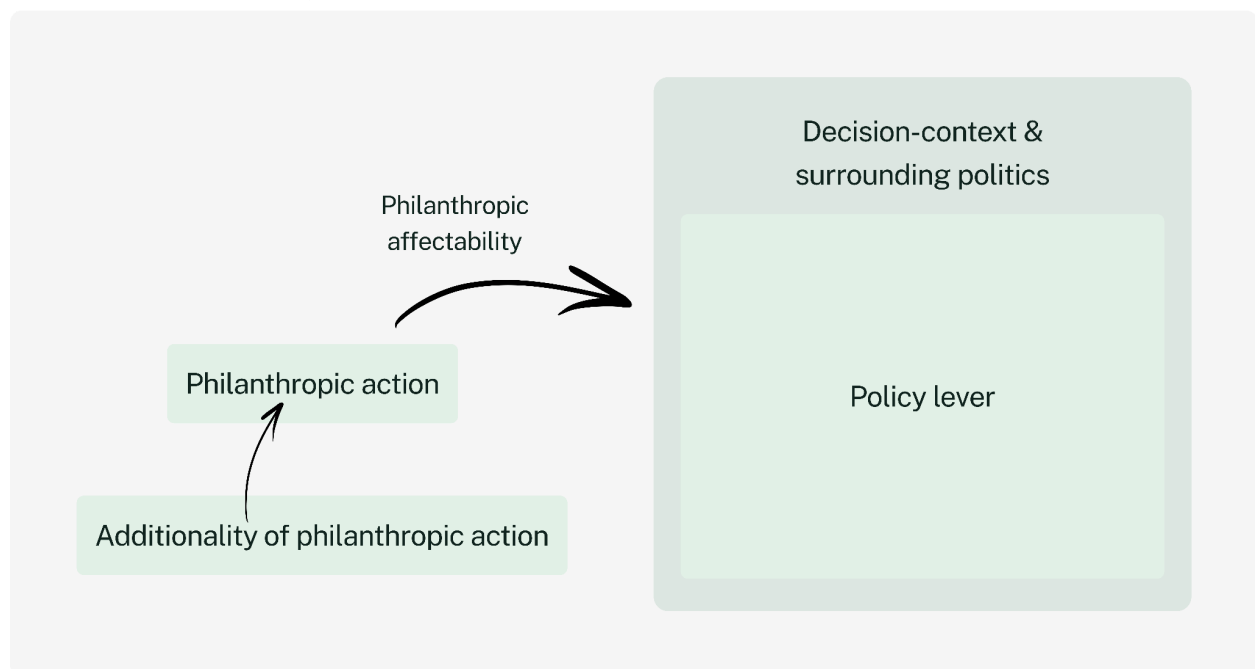 Decision-context &
surrounding politics
Philanthropic
affectability
Policy lever
Philanthropic action
Additionality of philanthropic action